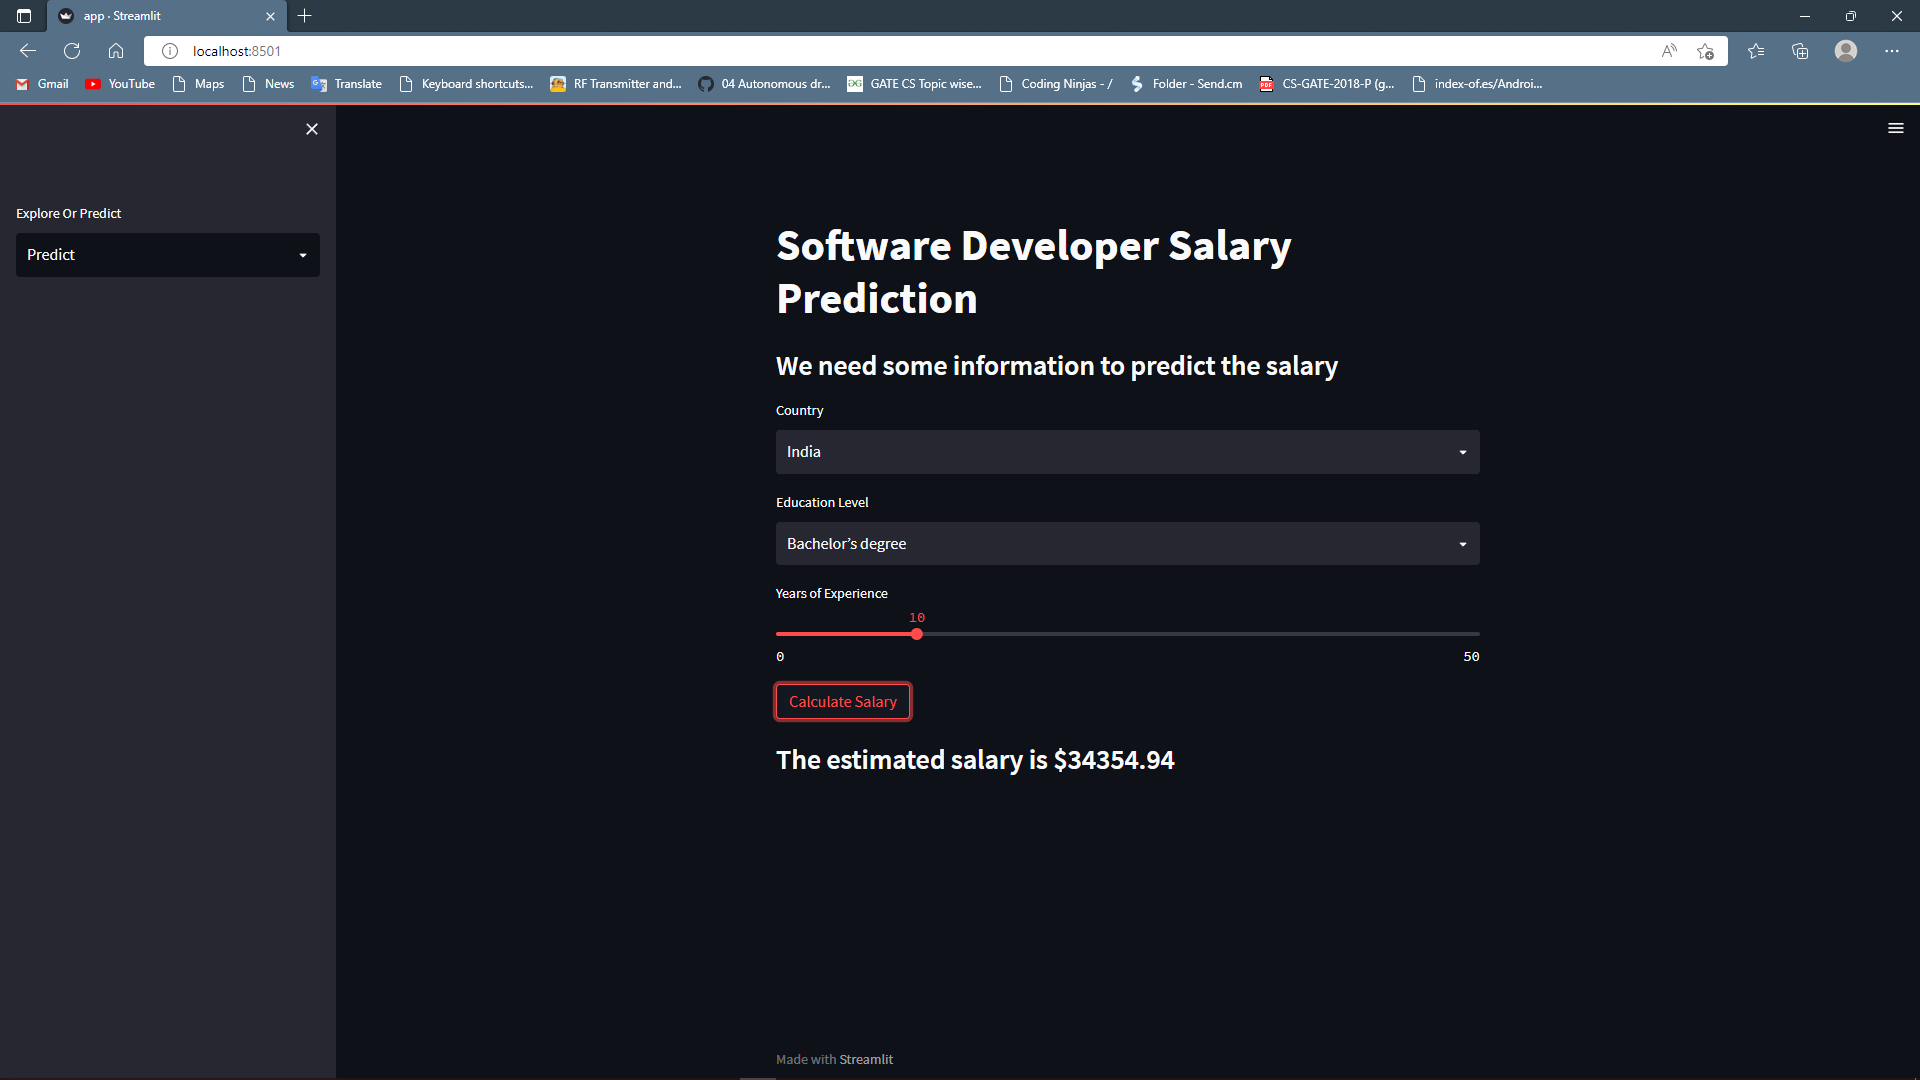 app · Streamlit
localhost:8501
Gmail
YouTube
Maps
News
Translate
Keyboard shortcuts...
RF Transmitter and...
04 Autonomous dr...
GATE CS Topic wise...
Coding Ninjas - /
Folder - Send.cm
PDF
CS-GATE-2018-P (g...
index-of.es/Androi...
Explore Or Predict
Predict
Software Developer Salary
Prediction
We need some information to predict the salary
Country
India
Education Level
Bachelor’s degree
Years of Experience
10
0
50
Calculate Salary
The estimated salary is $34354.94
Made with Streamlit